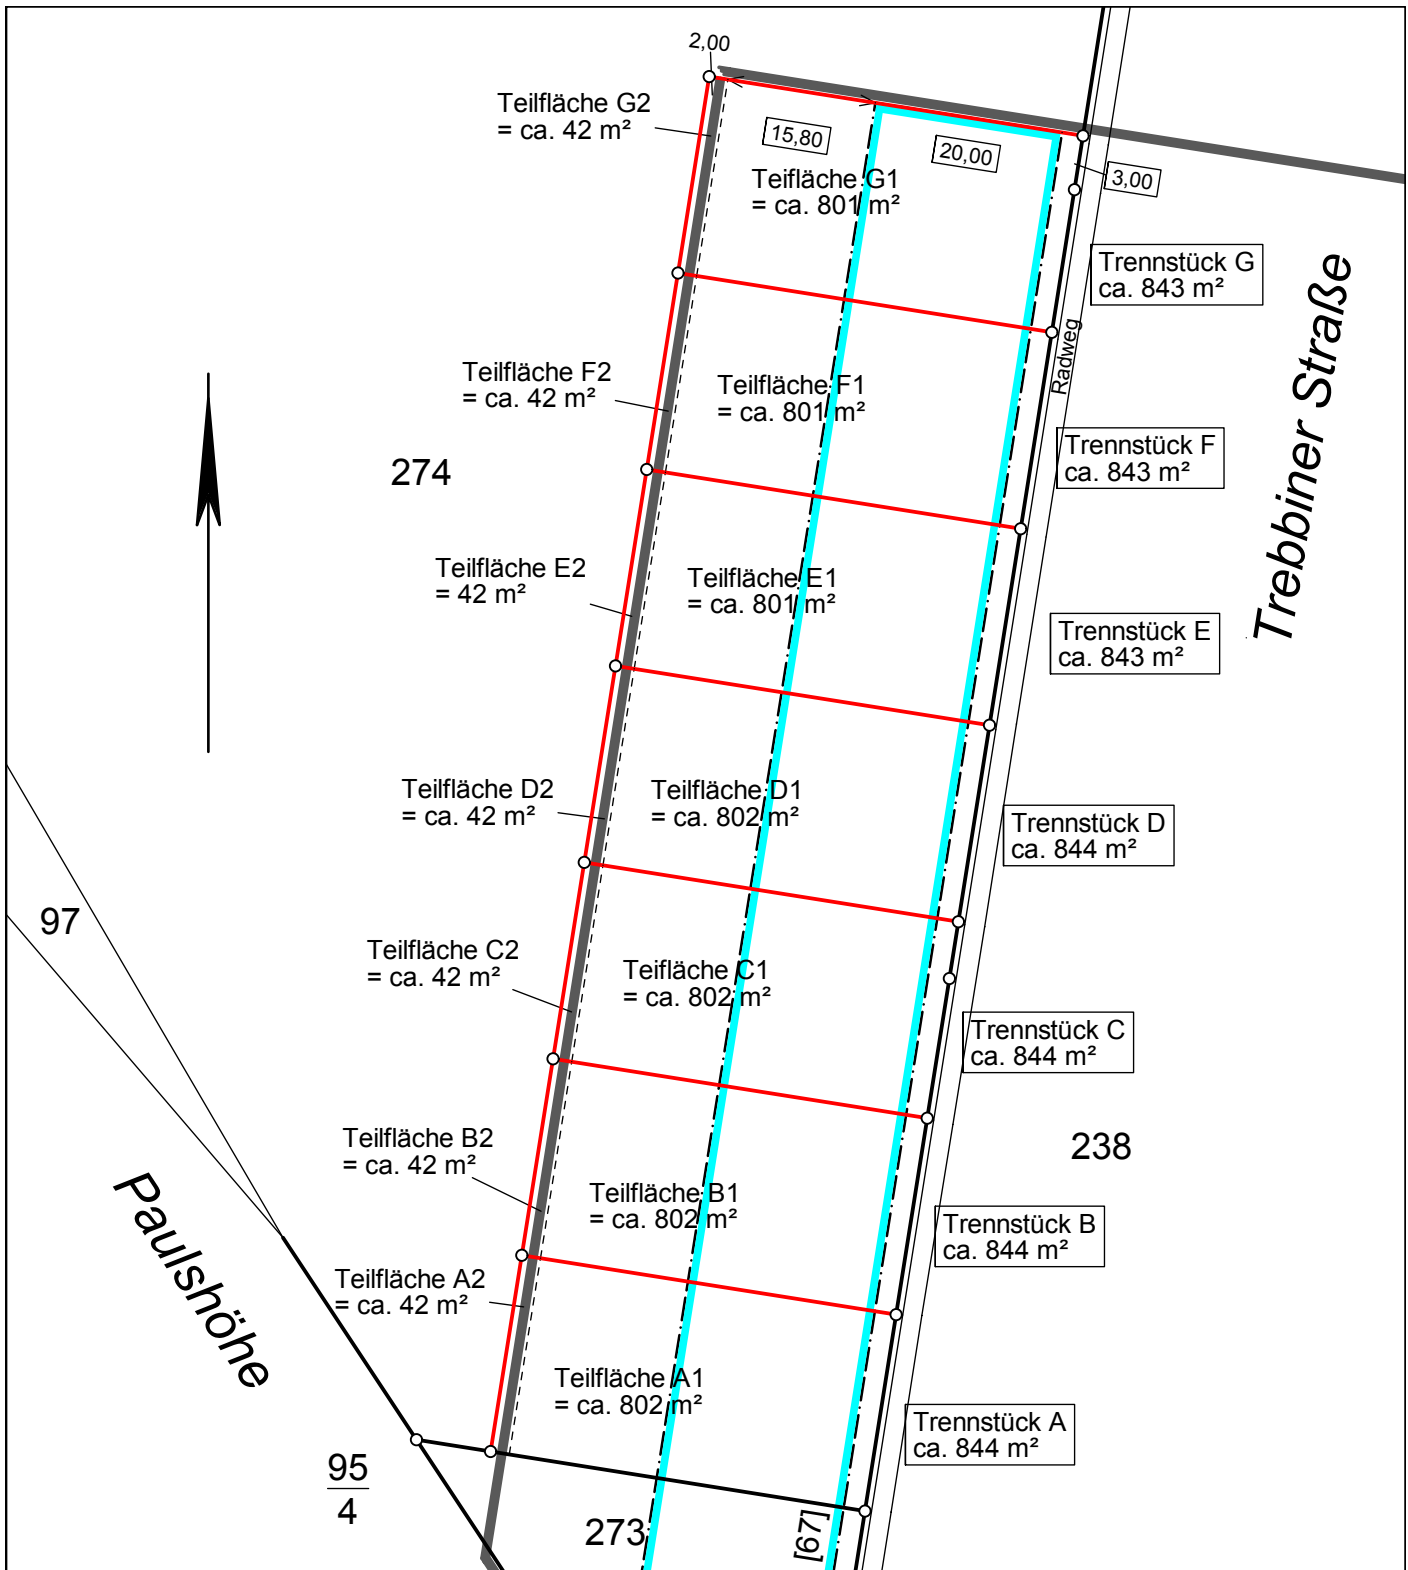 2,00
Teilfläche G2
= ca. 42 m²
15,80
20,00
3,00
Teifläche G1
= ca. 801 m²
Trennstück G
ca. 843 m²
Trebbiner Straße
Radweg
Teilfläche F2
= ca. 42 m²
Teilfläche F1
= ca. 801 m²
Trennstück F
ca. 843 m²
274
Teilfläche E2
= 42 m²
Teilfläche E1
= ca. 801 m²
Trennstück E
ca. 843 m²
Teilfläche D2
= ca. 42 m²
Teilfläche D1
= ca. 802 m²
Trennstück D
ca. 844 m²
97
Teilfläche C2
= ca. 42 m²
Teifläche C1
= ca. 802 m²
Trennstück C
ca. 844 m²
238
Teilfläche B2
= ca. 42 m²
Teilfläche B1
= ca. 802 m²
Trennstück B
ca. 844 m²
Paulshöhe
Teilfläche A2
= ca. 42 m²
Teilfläche A1
= ca. 802 m²
Trennstück A
ca. 844 m²
95
4
273
[67]